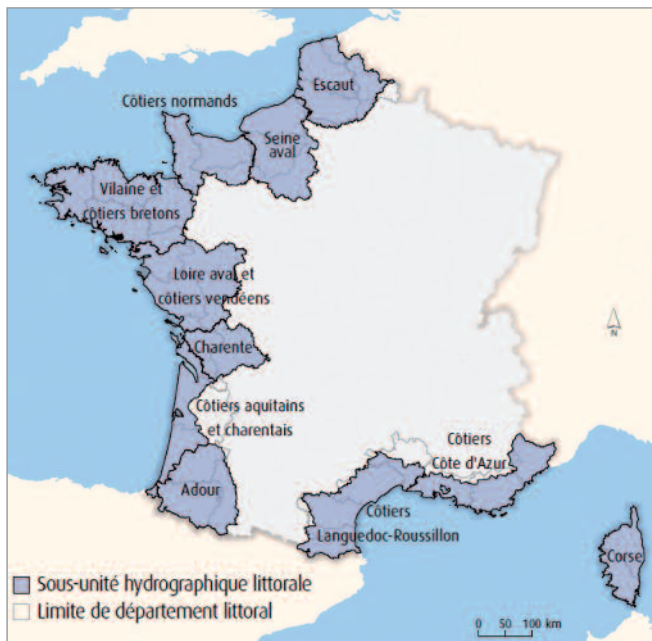 Escaut
Côtiers normands
Seine
aval
Vilaine et
côtiers bretons
Loire aval et
côtiers vendéens
Charente
Côtiers aquitains
et charentais
Côtiers
Côte d'Azur
Adour
Côtiers
Languedoc-Roussillon
Corse
N
Sous-unité hydrographique littorale
Limite de département littoral
0 50 100 km